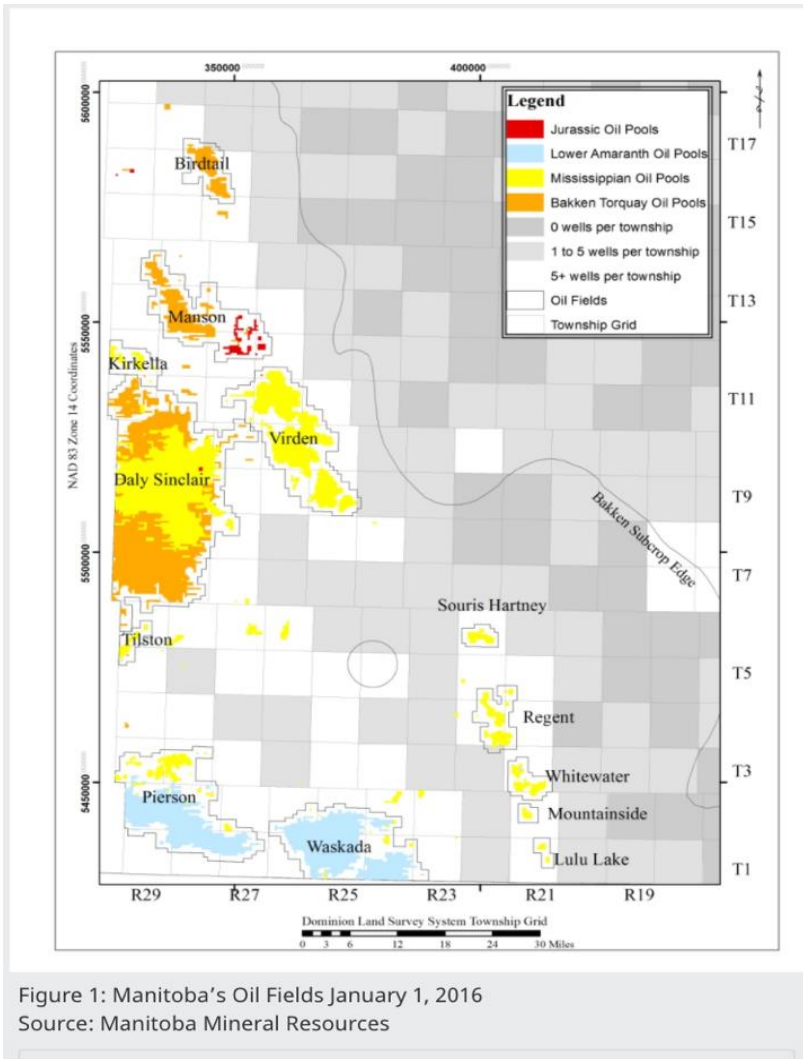 350000
400000
5600000
5550000
5500000
5450000
NAD 83 Zone 14 Coordinates
Legend
Jurassic Oil Pools
Lower Amaranth Oil Pools
Mississippian Oil Pools
Bakken Torquay Oil Pools
0 wells per township
1 to 5 wells per township
5+ wells per township
Oil Fields
Township Grid
T17
T15
T13
T11
T9
T7
T5
T3
T1
Birdtail
Manson
Kirkella
Virden
Daly Sinclair
Bakken Subcrop Edge
Souris Hartney
Tilston
Regent
Whitewater
Pierson
Mountainside
Waskada
Lulu Lake
R29
R27
R25
R23
R21
R19
Dominion Land Survey System Township Grid
0 3 6 12 18 24 30 Miles
Figure 1: Manitoba’s Oil Fields January 1, 2016
Source: Manitoba Mineral Resources